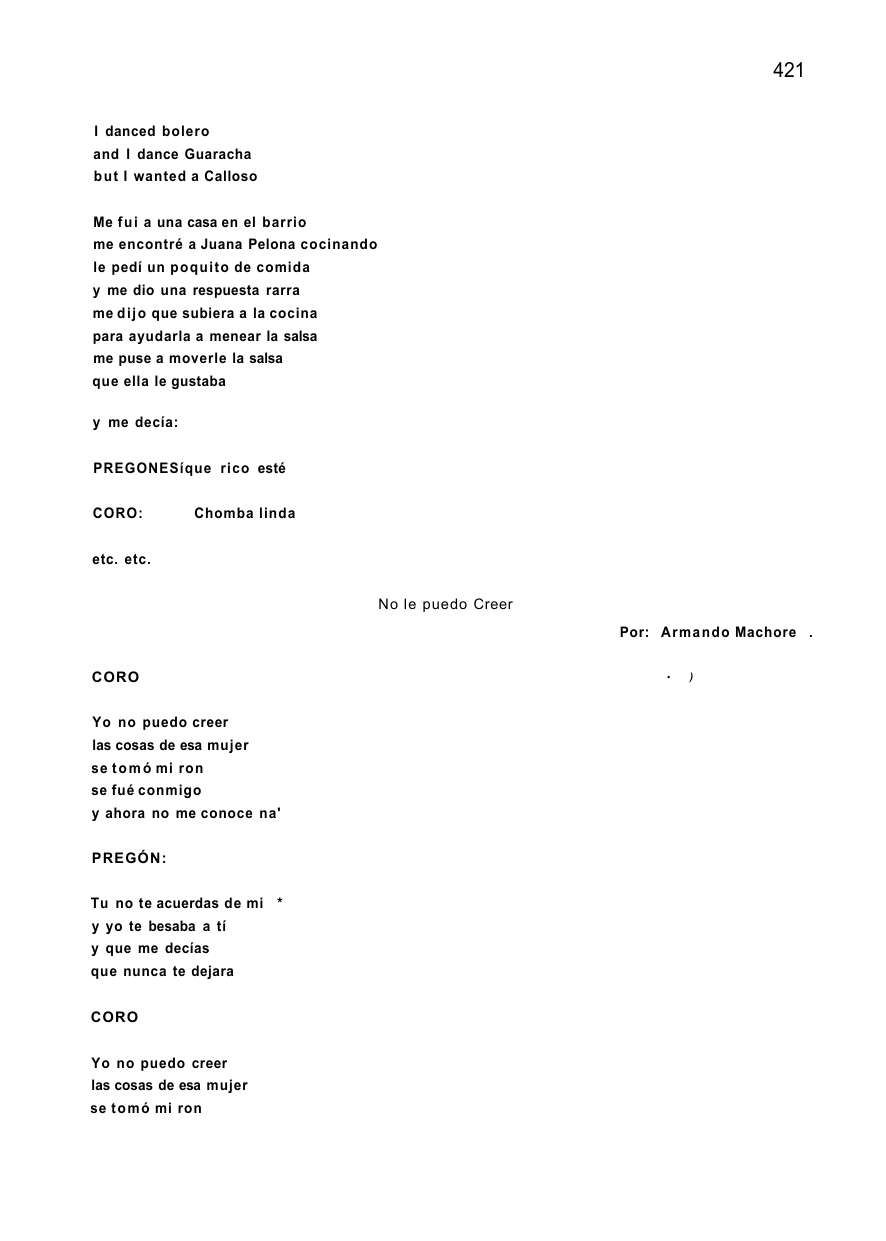 421
I danced bolero
and I dance Guaracha
but I wanted a Calloso
Me fui a una casa en el barrio
me encontré a Juana Pelona cocinando
le pedí un poquito de comida
y me dio una respuesta rarra
me dijo que subiera a la cocina
para ayudarla a menear la salsa
me puse a moverle la salsa
que ella le gustaba
y me decía:
PREGONESíque rico esté
CORO: Chomba linda
etc. etc.
No le puedo Creer
Por: Armando Machore .
CORO · )
Yo no puedo creer
las cosas de esa mujer
se tomó mi ron
se fué conmigo
y ahora no me conoce na'
PREGÓN:
Tu no te acuerdas de mi *
y yo te besaba a tí
y que me decías
que nunca te dejara
CORO
Yo no puedo creer
las cosas de esa mujer
se tomó mi ron